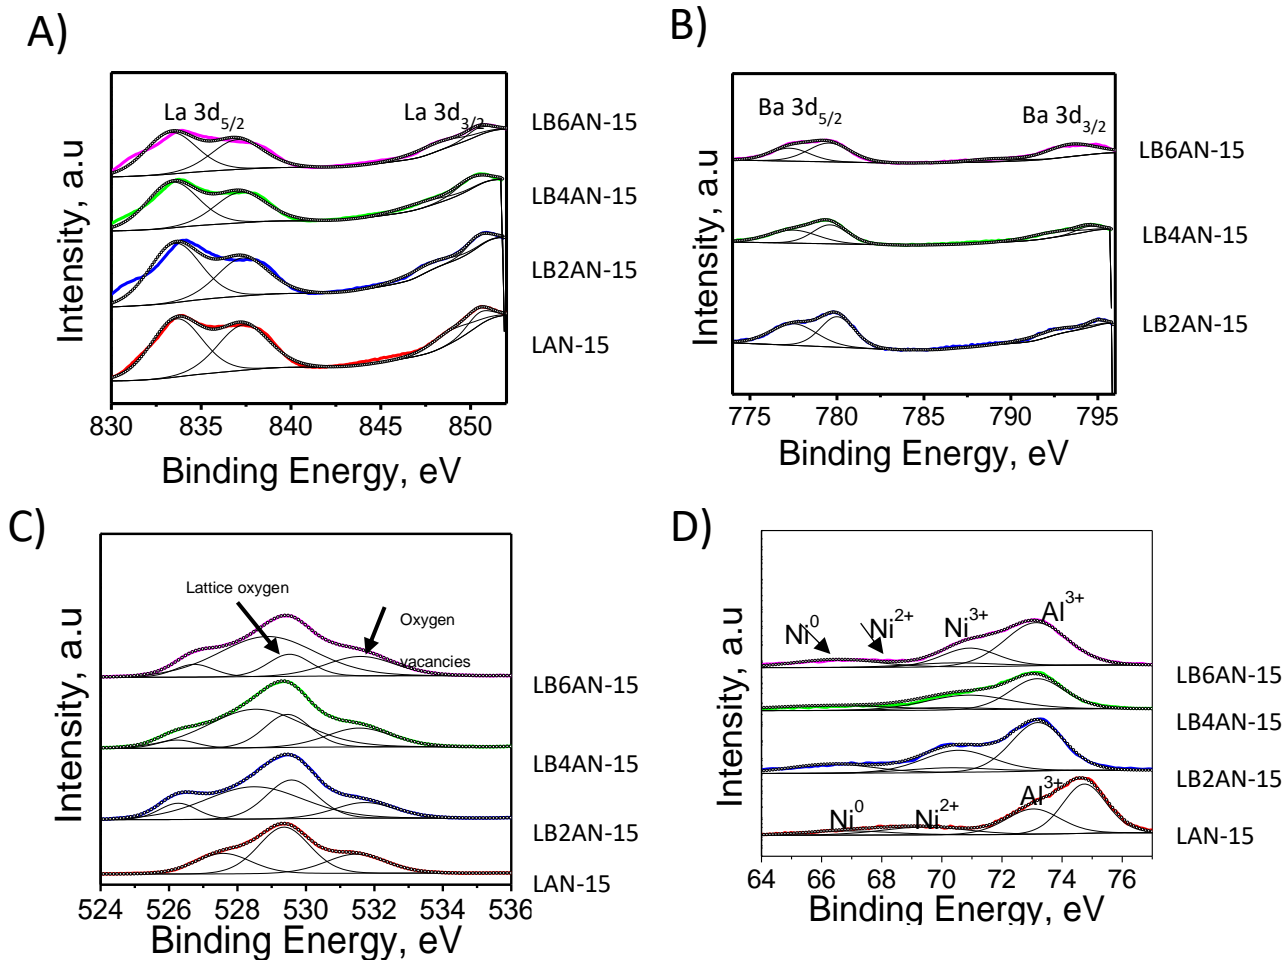 A)
La 3d5/2
La 3d3/2
LB6AN-15
LB4AN-15
LB2AN-15
LAN-15
Intensity, a.u
830 835 840 845 850
Binding Energy, eV
B)
Ba 3d5/2
Ba 3d3/2
LB6AN-15
LB4AN-15
LB2AN-15
Intensity, a.u
775 780 785 790 795
Binding Energy, eV
C)
Lattice oxygen
Oxygen
vacancies
LB6AN-15
LB4AN-15
LB2AN-15
LAN-15
Intensity, a.u
524 526 528 530 532 534 536
Binding Energy, eV
D)
Ni0
Ni2+
Ni3+
Al3+
LB6AN-15
LB4AN-15
LB2AN-15
Ni0
Ni2+
Al3+
LAN-15
Intensity, a.u
64 66 68 70 72 74 76
Binding Energy, eV